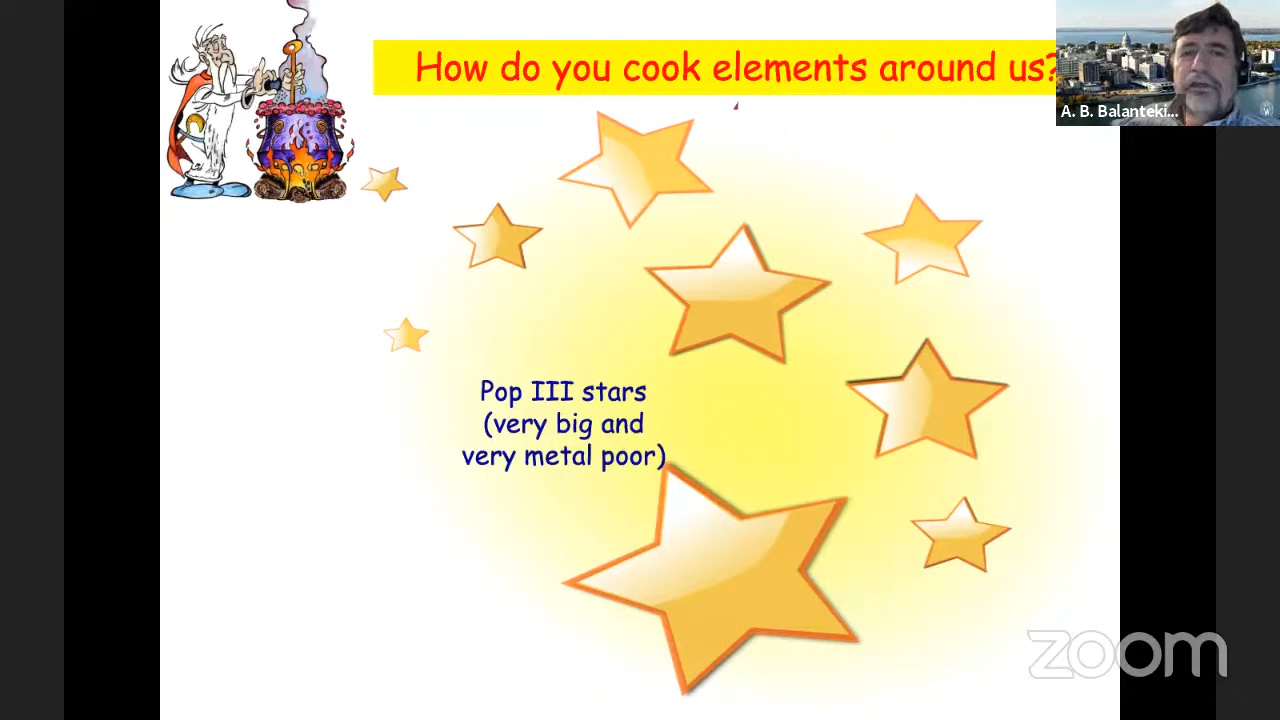 How do you cook elements around us?
A. B. Balanteki...
Pop III stars
(very big and
very metal poor)
zoom